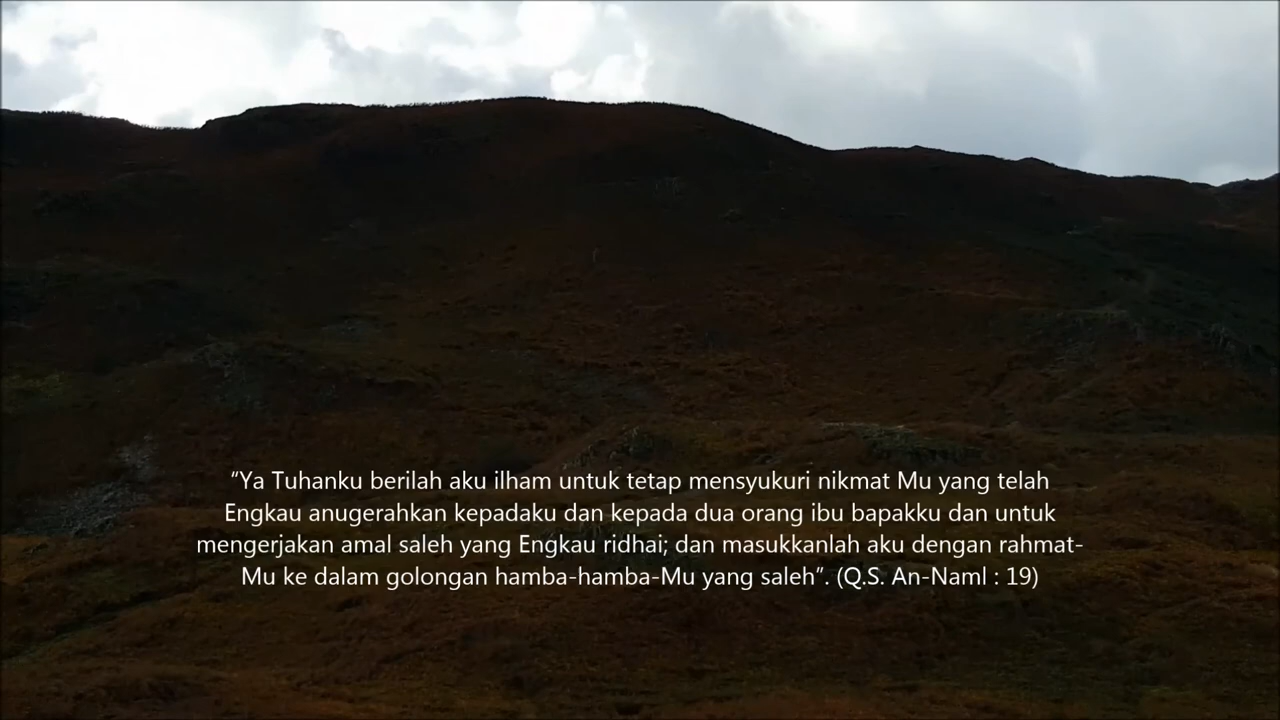 “Ya Tuhanku berilah aku ilham untuk tetap mensyukuri nikmat Mu yang telah
Engkau anugerahkan kepadaku dan kepada dua orang ibu bapakku dan untuk
mengerjakan amal saleh yang Engkau ridhai; dan masukkanlah aku dengan rahmat-
Mu ke dalam golongan hamba-hamba-Mu yang saleh”. (Q.S. An-Naml : 19)